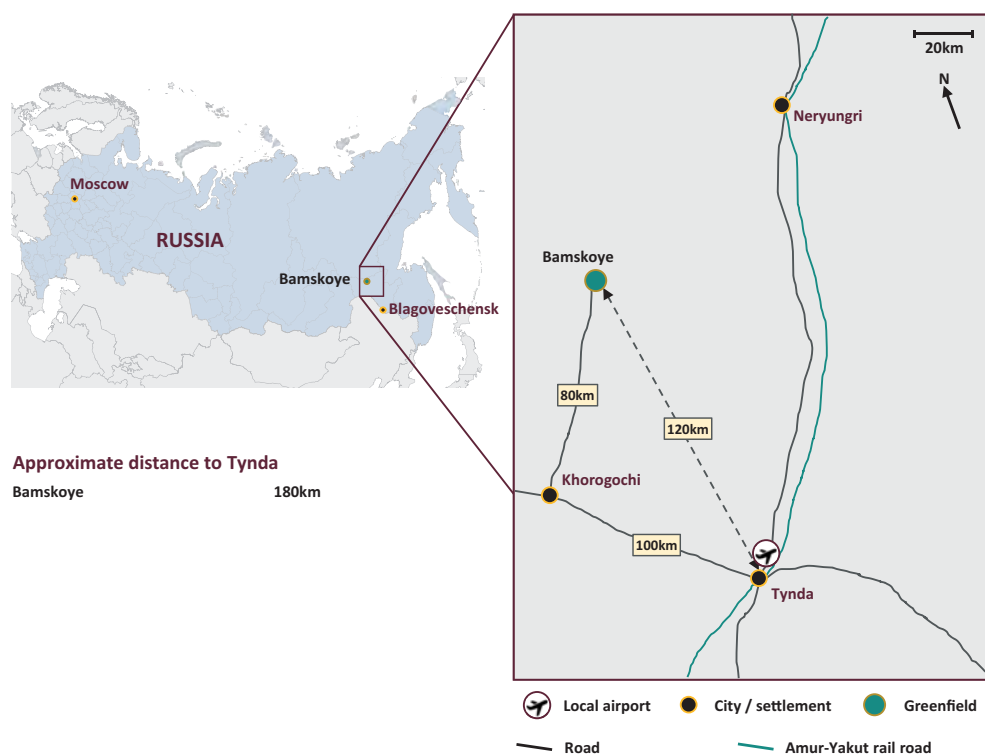 Moscow
RUSSIA
Bamskoye
Blagoveschensk
Approximate distance to Tynda
Bamskoye 180km
20km
N
Neryungri
Bamskoye
80km
120km
Khorogochi
100km
Tynda
Local airport
City / settlement
Greenfield
Road
Amur-Yakut rail road